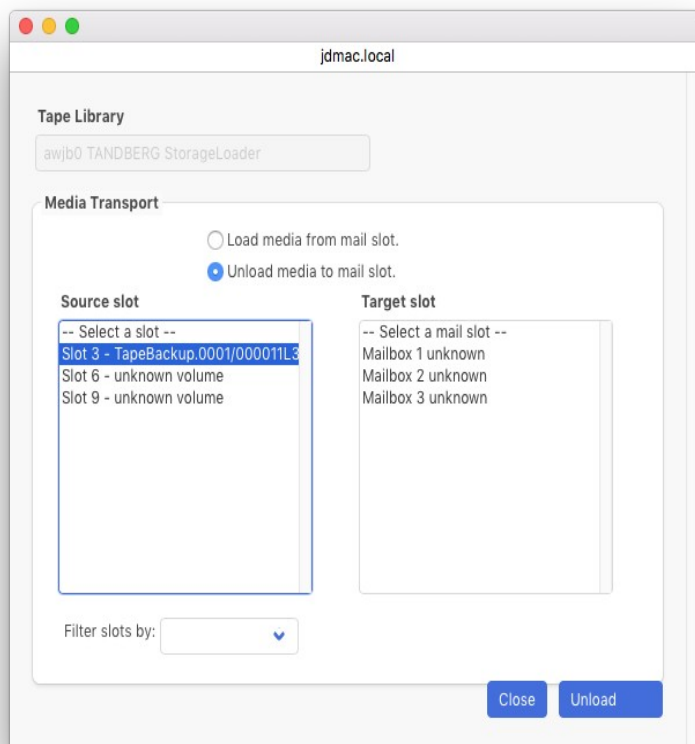 jdmac.local
Tape Library
awjb0 TANDBERG StorageLoader
Media Transport
Load media from mail slot.
Unload media to mail slot.
Source slot
Target slot
-- Select a slot --
Slot 3 - TapeBackup.0001/000011L3
Slot 6 - unknown volume
Slot 9 - unknown volume
-- Select a mail slot --
Mailbox 1 unknown
Mailbox 2 unknown
Mailbox 3 unknown
Filter slots by:
Close
Unload